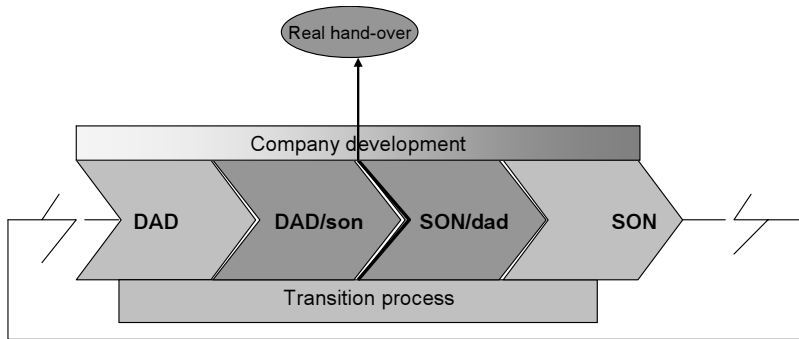 Real hand-over
Company development
DAD
DAD/son
SON/dad
SON
Transition process